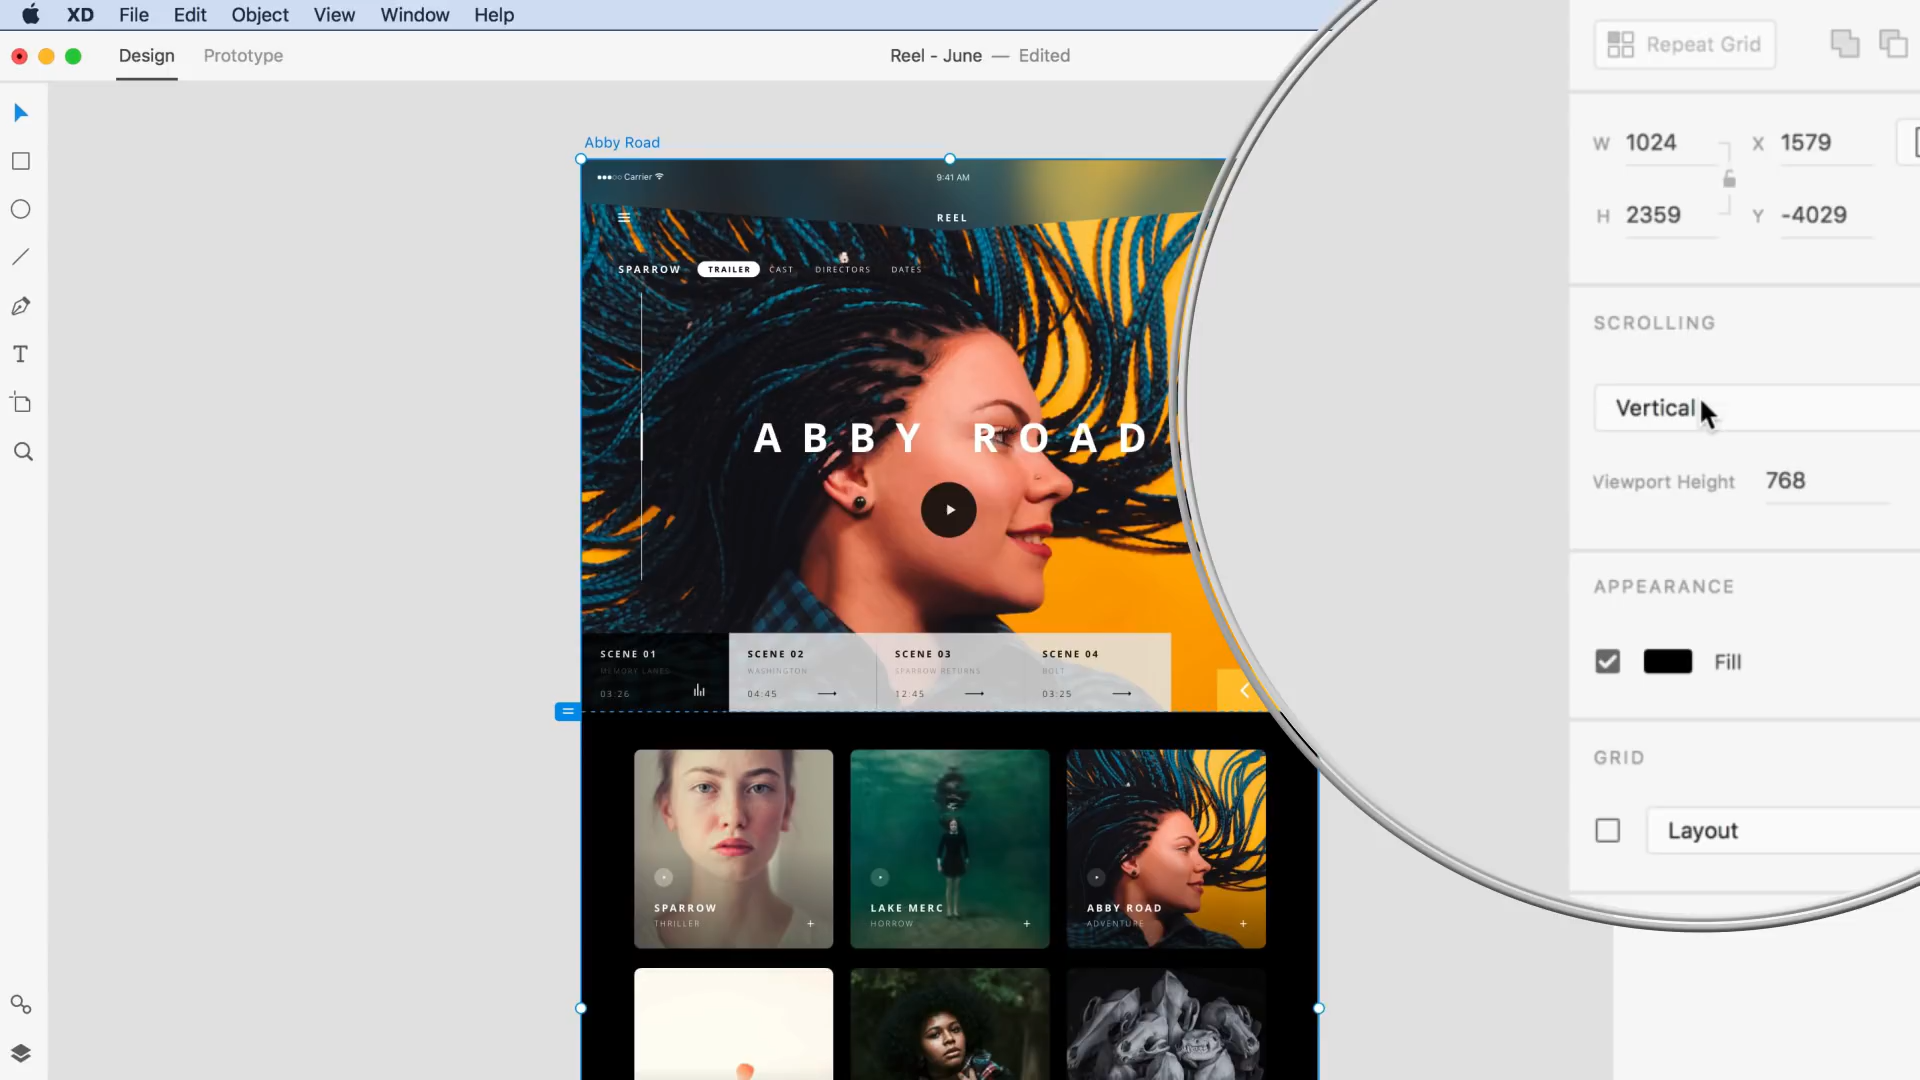 XD File Edit Object View Window Help
Design Prototype
Reel - June — Edited
Abby Road
Carrier
9:41 AM
REEL
SPARROW TRAILER CAST DIRECTORS DATES
ABBY ROAD
SCENE 01
MEMORY LANES
03:26
SCENE 02
WASHINGTON
04:45
SCENE 03
SPARROW RETURNS
12:45
SCENE 04
BOLT
03:25
SPARROW
THRILLER
LAKE MERC
HORROW
ABBY ROAD
ADVENTURE
Repeat Grid
W 1024 X 1579
H 2359 Y -4029
SCROLLING
Vertical
Viewport Height 768
APPEARANCE
Fill
GRID
Layout